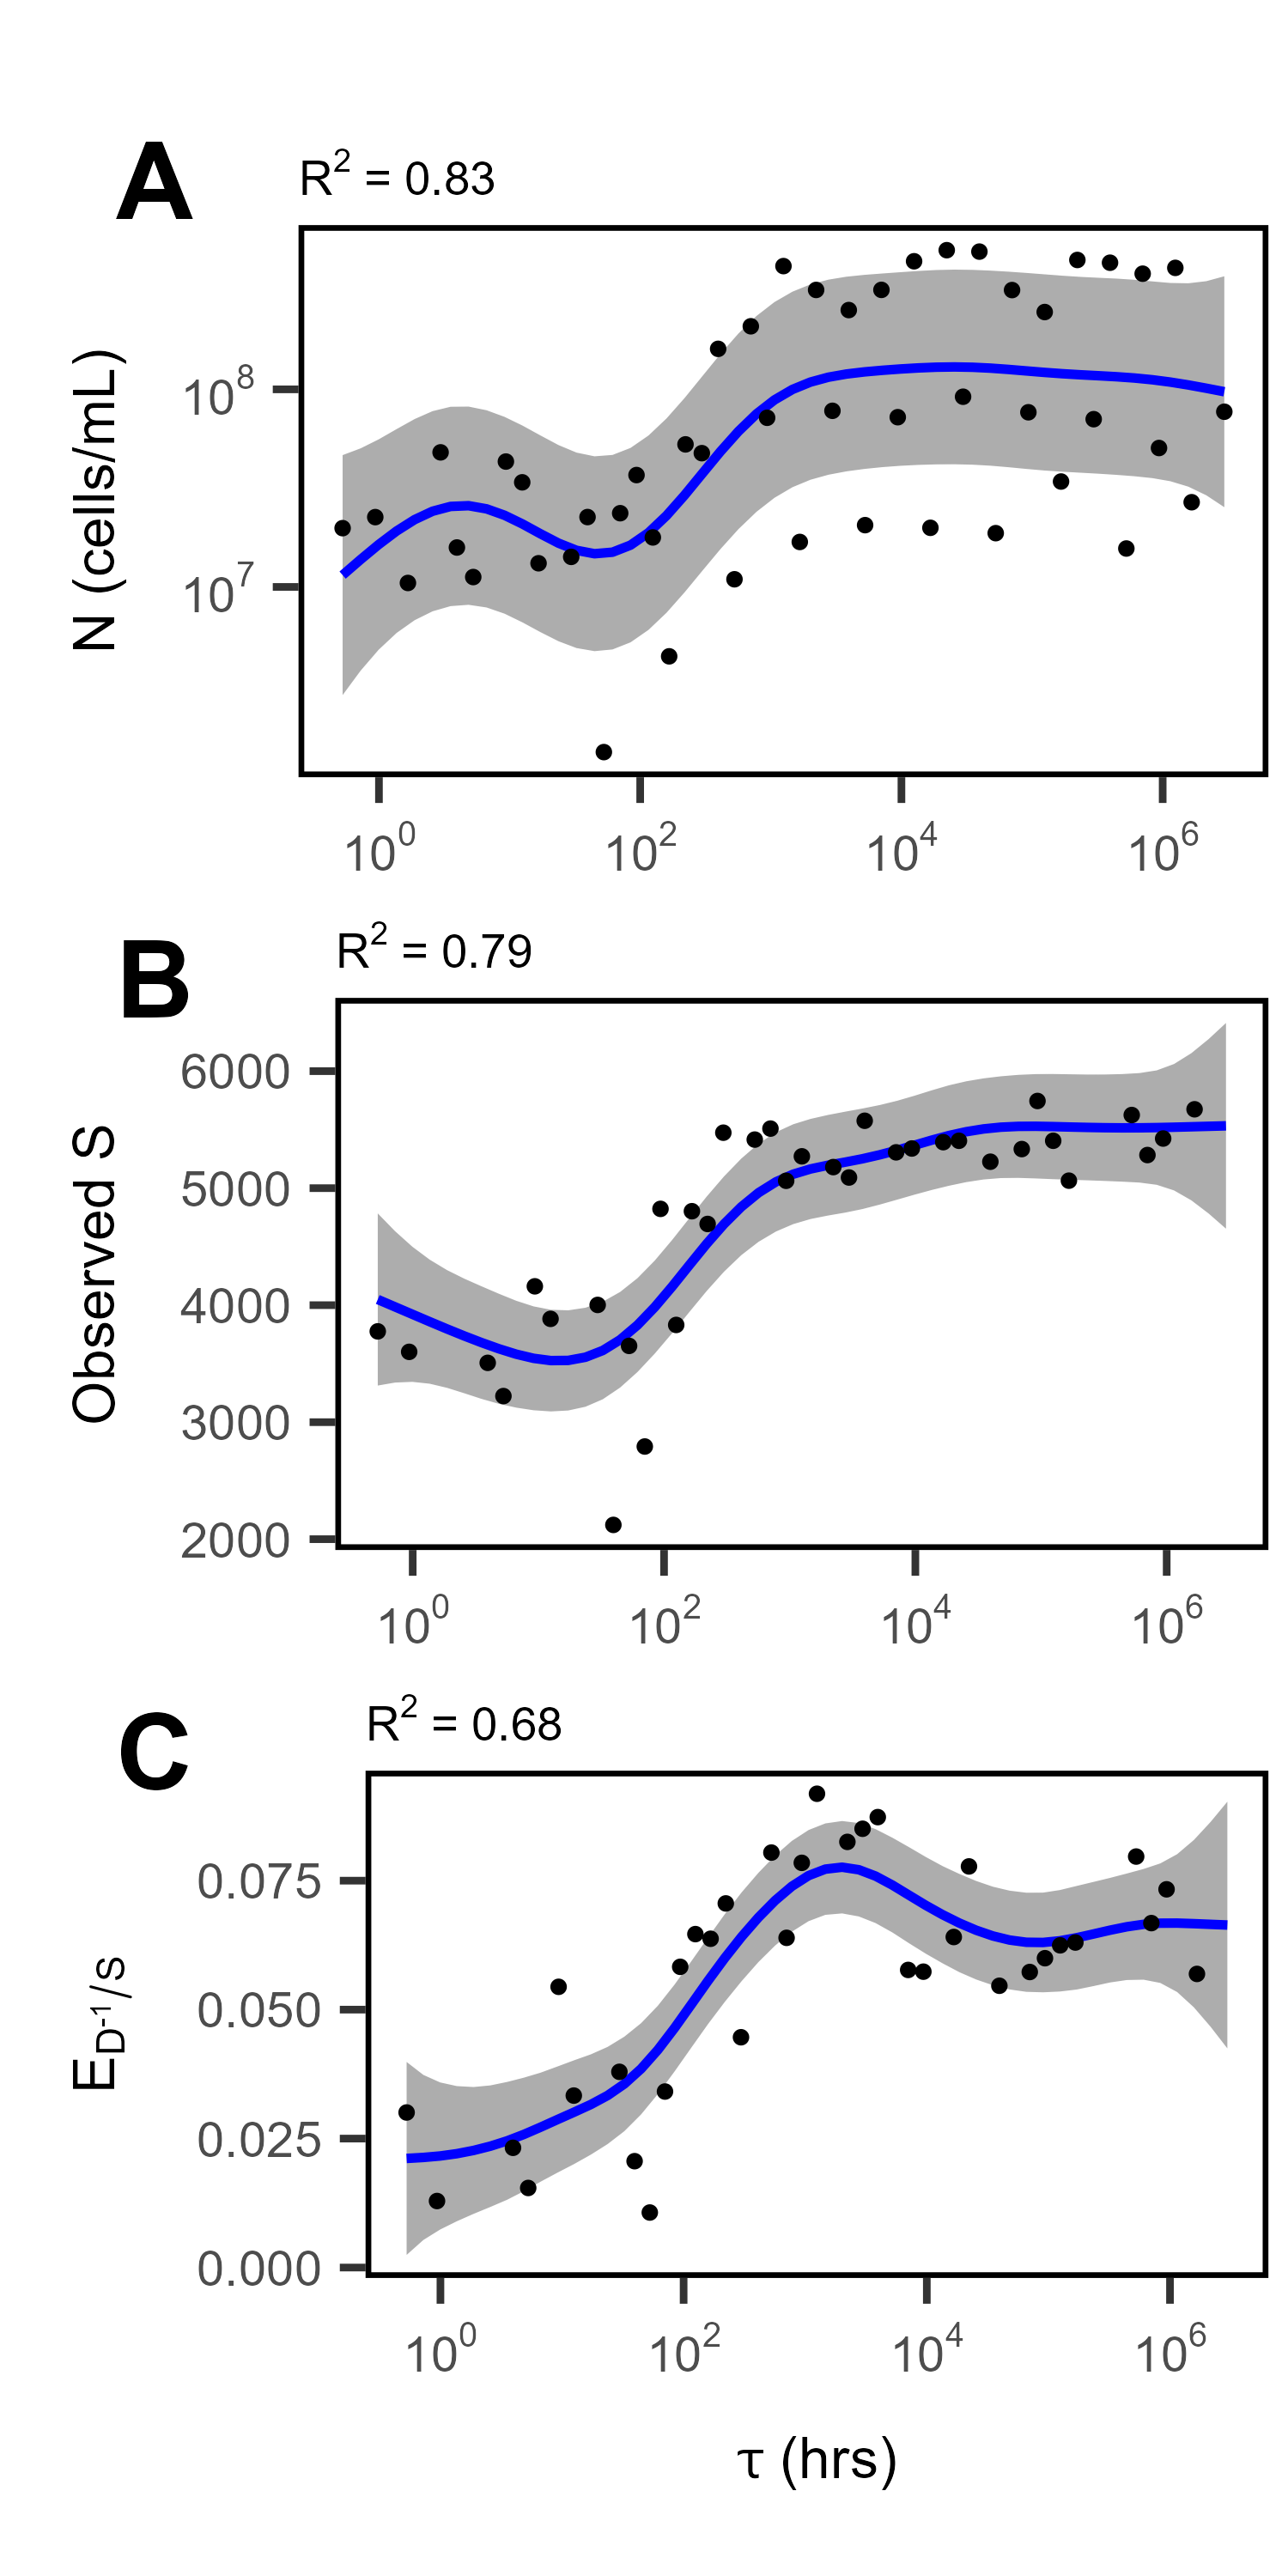 A
R² = 0.83
N (cells/mL)
10⁸
10⁷
10⁰ 10² 10⁴ 10⁶
B
R² = 0.79
Observed S
6000
5000
4000
3000
2000
10⁰ 10² 10⁴ 10⁶
C
R² = 0.68
E_D⁻¹/s
0.075
0.050
0.025
0.000
10⁰ 10² 10⁴ 10⁶
τ (hrs)